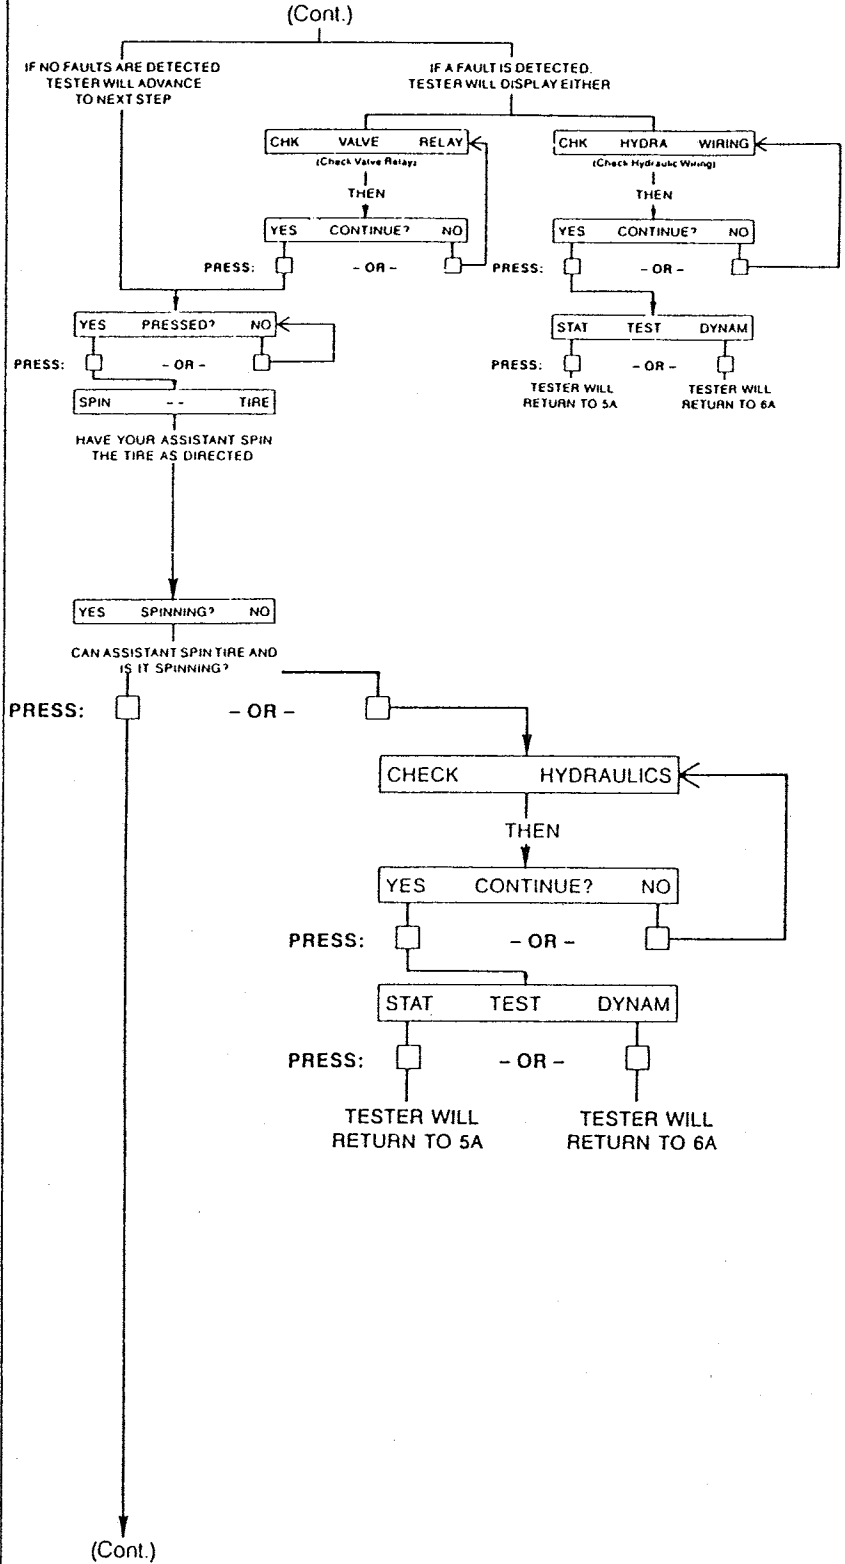 (Cont.)
IF NO FAULTS ARE DETECTED
TESTER WILL ADVANCE
TO NEXT STEP
IF A FAULT IS DETECTED,
TESTER WILL DISPLAY EITHER
CHK VALVE RELAY
(Check Valve Relay)
THEN
YES CONTINUE? NO
PRESS: – OR –
CHK HYDRA WIRING
(Check Hydraulic Wiring)
THEN
YES CONTINUE? NO
PRESS: – OR –
STAT TEST DYNAM
PRESS: – OR –
TESTER WILL
RETURN TO 5A
TESTER WILL
RETURN TO 6A
YES PRESSED? NO
PRESS: – OR –
SPIN - - TIRE
HAVE YOUR ASSISTANT SPIN
THE TIRE AS DIRECTED
YES SPINNING? NO
CAN ASSISTANT SPIN TIRE AND
IS IT SPINNING?
PRESS: – OR –
CHECK HYDRAULICS
THEN
YES CONTINUE? NO
PRESS: – OR –
STAT TEST DYNAM
PRESS: – OR –
TESTER WILL
RETURN TO 5A
TESTER WILL
RETURN TO 6A
(Cont.)